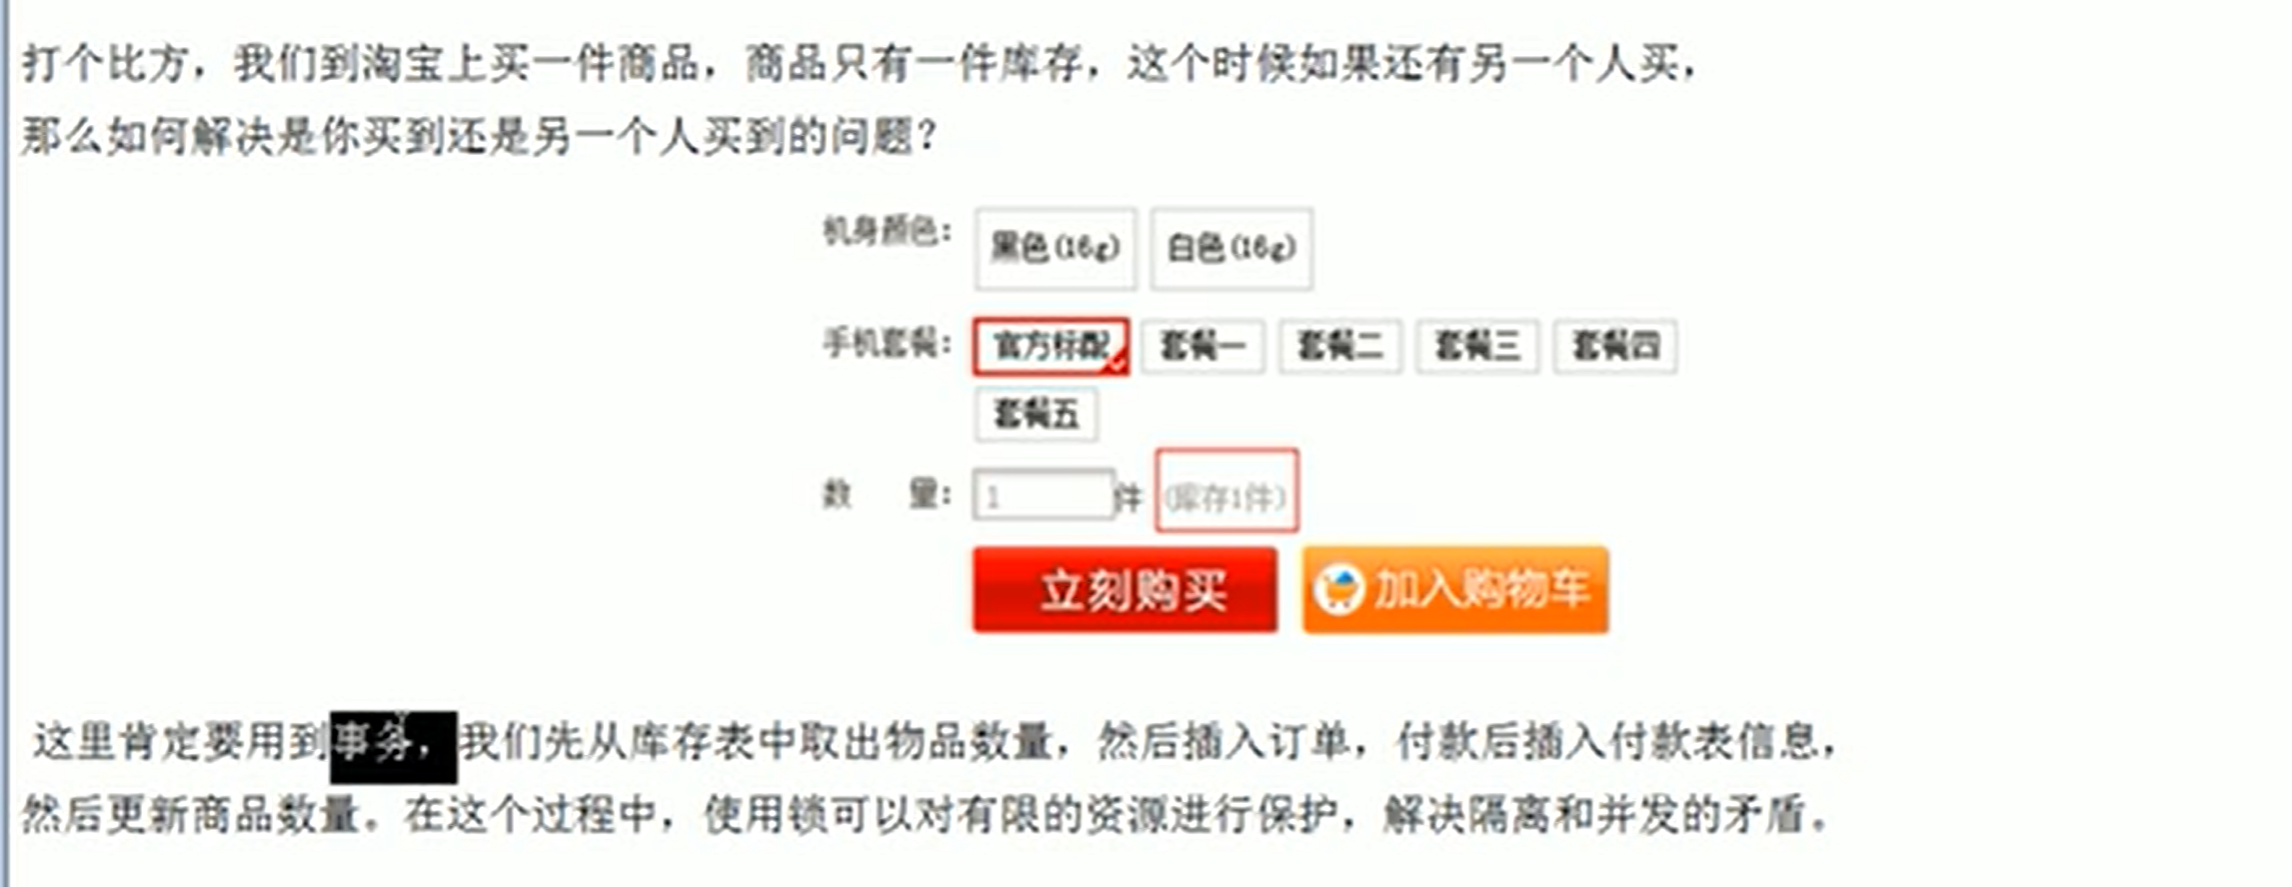 打个比方，我们到淘宝上买一件商品，商品只有一件库存，这个时候如果还有另一个人买，
那么如何解决是你买到还是另一个人买到的问题？
机身颜色： 黑色(16g) 白色(16g)
手机套餐： 官方标配 套餐一 套餐二 套餐三 套餐四
套餐五
数 量： 1 件 (库存1件)
立刻购买 加入购物车
这里肯定要用到事务，我们先从库存表中取出物品数量，然后插入订单，付款后插入付款表信息，
然后更新商品数量。在这个过程中，使用锁可以对有限的资源进行保护，解决隔离和并发的矛盾。